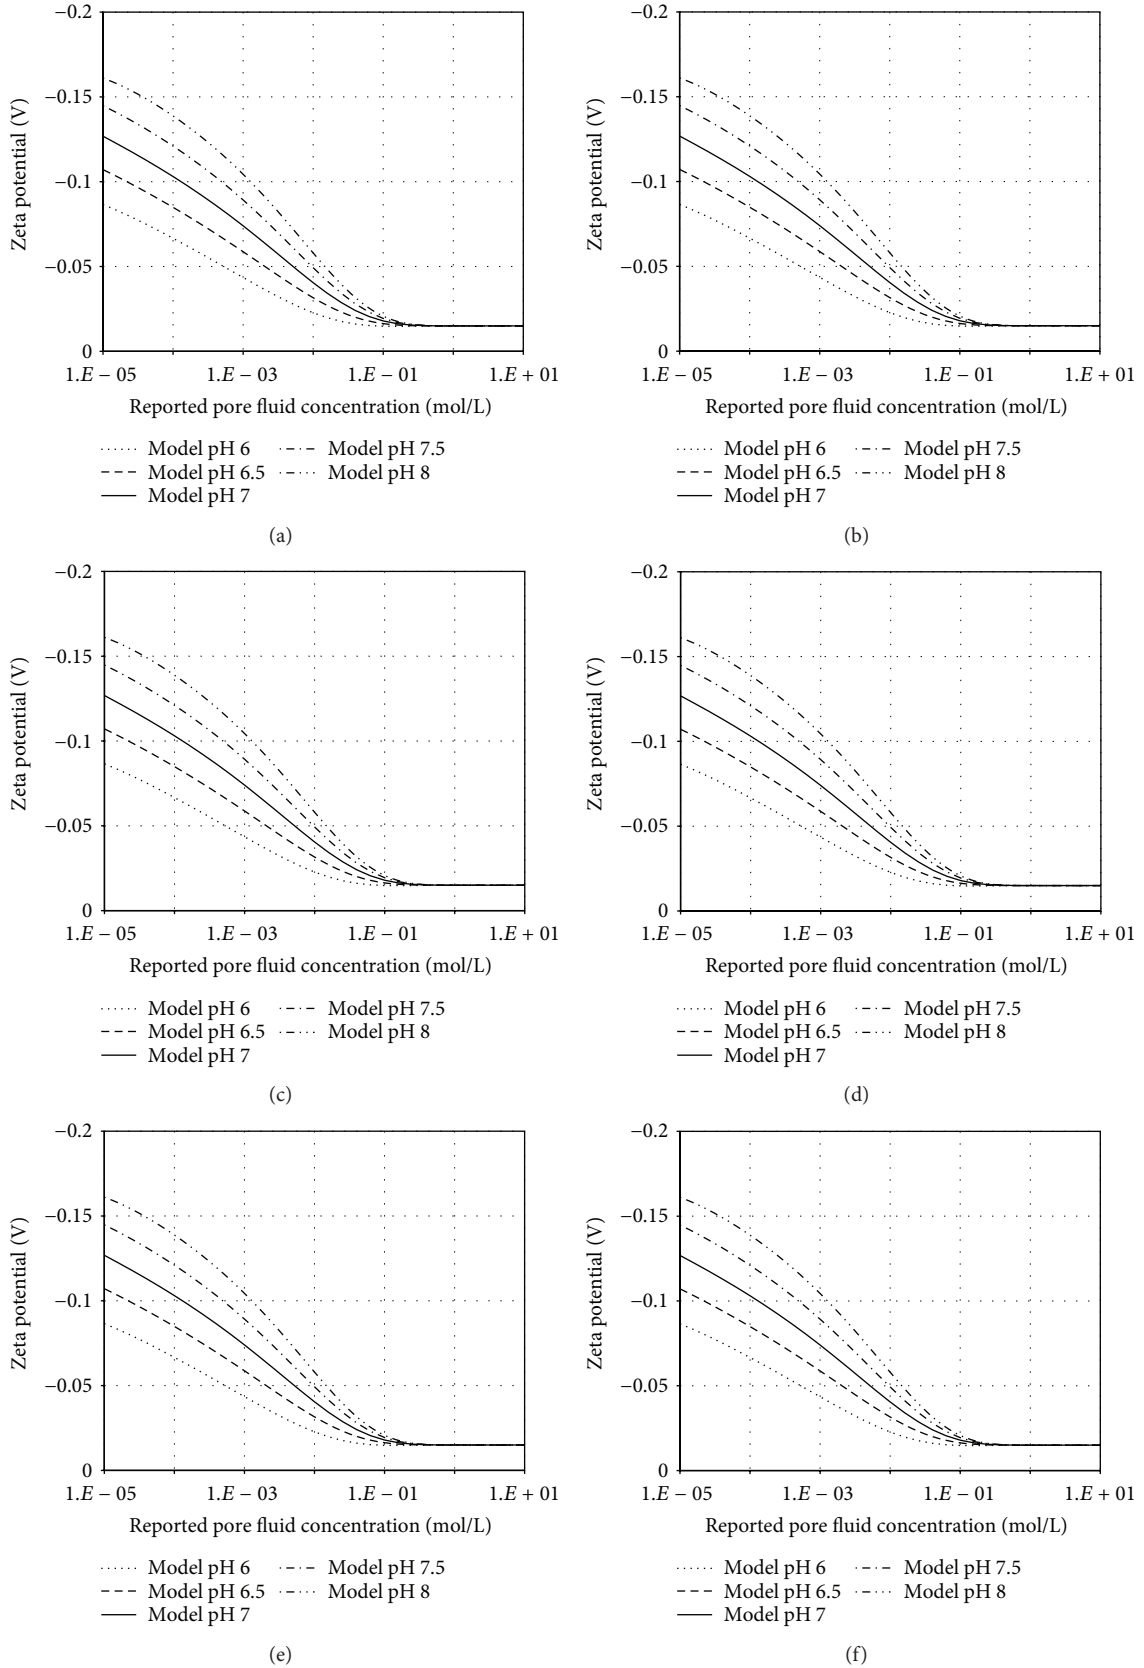 Zeta potential (V)
−0.2
−0.15
−0.1
−0.05
0
1.E − 05 1.E − 03 1.E − 01 1.E + 01
Reported pore fluid concentration (mol/L)
Model pH 6 Model pH 7.5
Model pH 6.5 Model pH 8
Model pH 7
(a)
Zeta potential (V)
−0.2
−0.15
−0.1
−0.05
0
1.E − 05 1.E − 03 1.E − 01 1.E + 01
Reported pore fluid concentration (mol/L)
Model pH 6 Model pH 7.5
Model pH 6.5 Model pH 8
Model pH 7
(b)
Zeta potential (V)
−0.2
−0.15
−0.1
−0.05
0
1.E − 05 1.E − 03 1.E − 01 1.E + 01
Reported pore fluid concentration (mol/L)
Model pH 6 Model pH 7.5
Model pH 6.5 Model pH 8
Model pH 7
(c)
Zeta potential (V)
−0.2
−0.15
−0.1
−0.05
0
1.E − 05 1.E − 03 1.E − 01 1.E + 01
Reported pore fluid concentration (mol/L)
Model pH 6 Model pH 7.5
Model pH 6.5 Model pH 8
Model pH 7
(d)
Zeta potential (V)
−0.2
−0.15
−0.1
−0.05
0
1.E − 05 1.E − 03 1.E − 01 1.E + 01
Reported pore fluid concentration (mol/L)
Model pH 6 Model pH 7.5
Model pH 6.5 Model pH 8
Model pH 7
(e)
Zeta potential (V)
−0.2
−0.15
−0.1
−0.05
0
1.E − 05 1.E − 03 1.E − 01 1.E + 01
Reported pore fluid concentration (mol/L)
Model pH 6 Model pH 7.5
Model pH 6.5 Model pH 8
Model pH 7
(f)